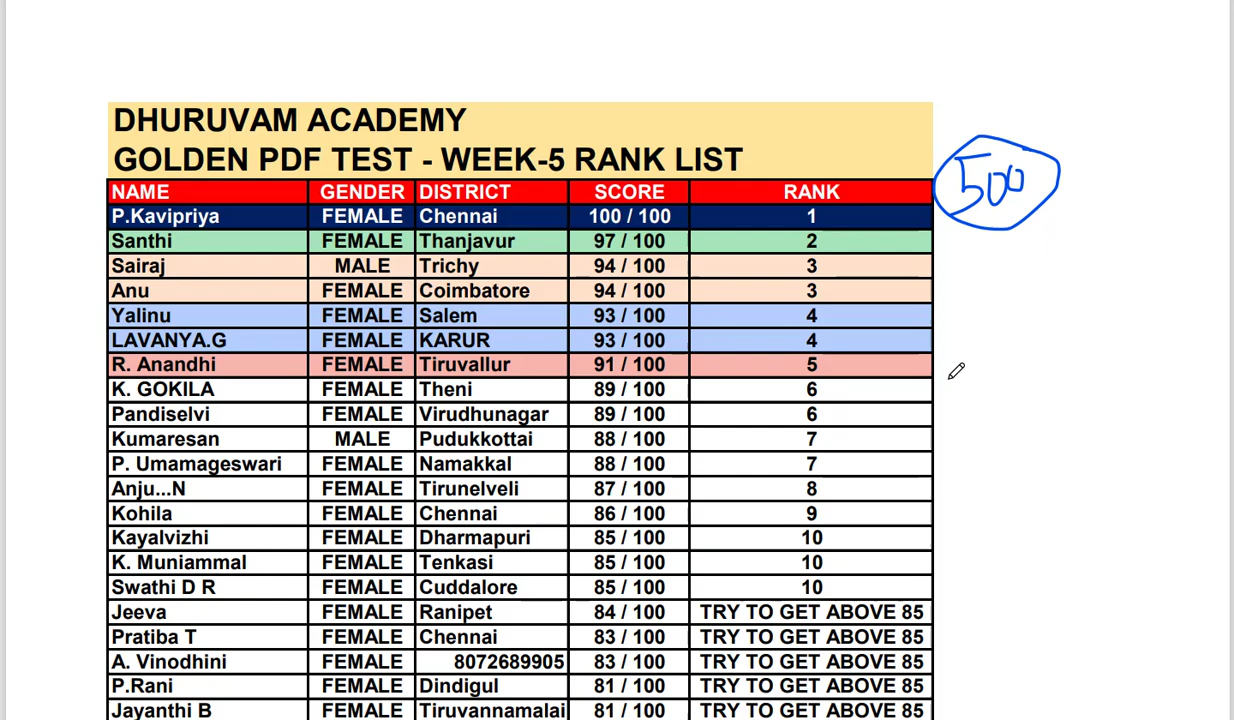 DHURUVAM ACADEMY
GOLDEN PDF TEST - WEEK-5 RANK LIST
500
NAME GENDER DISTRICT SCORE RANK
P.Kavipriya FEMALE Chennai 100 / 100 1
Santhi FEMALE Thanjavur 97 / 100 2
Sairaj MALE Trichy 94 / 100 3
Anu FEMALE Coimbatore 94 / 100 3
Yalinu FEMALE Salem 93 / 100 4
LAVANYA.G FEMALE KARUR 93 / 100 4
R. Anandhi FEMALE Tiruvallur 91 / 100 5
K. GOKILA FEMALE Theni 89 / 100 6
Pandiselvi FEMALE Virudhunagar 89 / 100 6
Kumaresan MALE Pudukkottai 88 / 100 7
P. Umamageswari FEMALE Namakkal 88 / 100 7
Anju...N FEMALE Tirunelveli 87 / 100 8
Kohila FEMALE Chennai 86 / 100 9
Kayalvizhi FEMALE Dharmapuri 85 / 100 10
K. Muniammal FEMALE Tenkasi 85 / 100 10
Swathi D R FEMALE Cuddalore 85 / 100 10
Jeeva FEMALE Ranipet 84 / 100 TRY TO GET ABOVE 85
Pratiba T FEMALE Chennai 83 / 100 TRY TO GET ABOVE 85
A. Vinodhini FEMALE 8072689905 83 / 100 TRY TO GET ABOVE 85
P.Rani FEMALE Dindigul 81 / 100 TRY TO GET ABOVE 85
Jayanthi B FEMALE Tiruvannamalai 81 / 100 TRY TO GET ABOVE 85